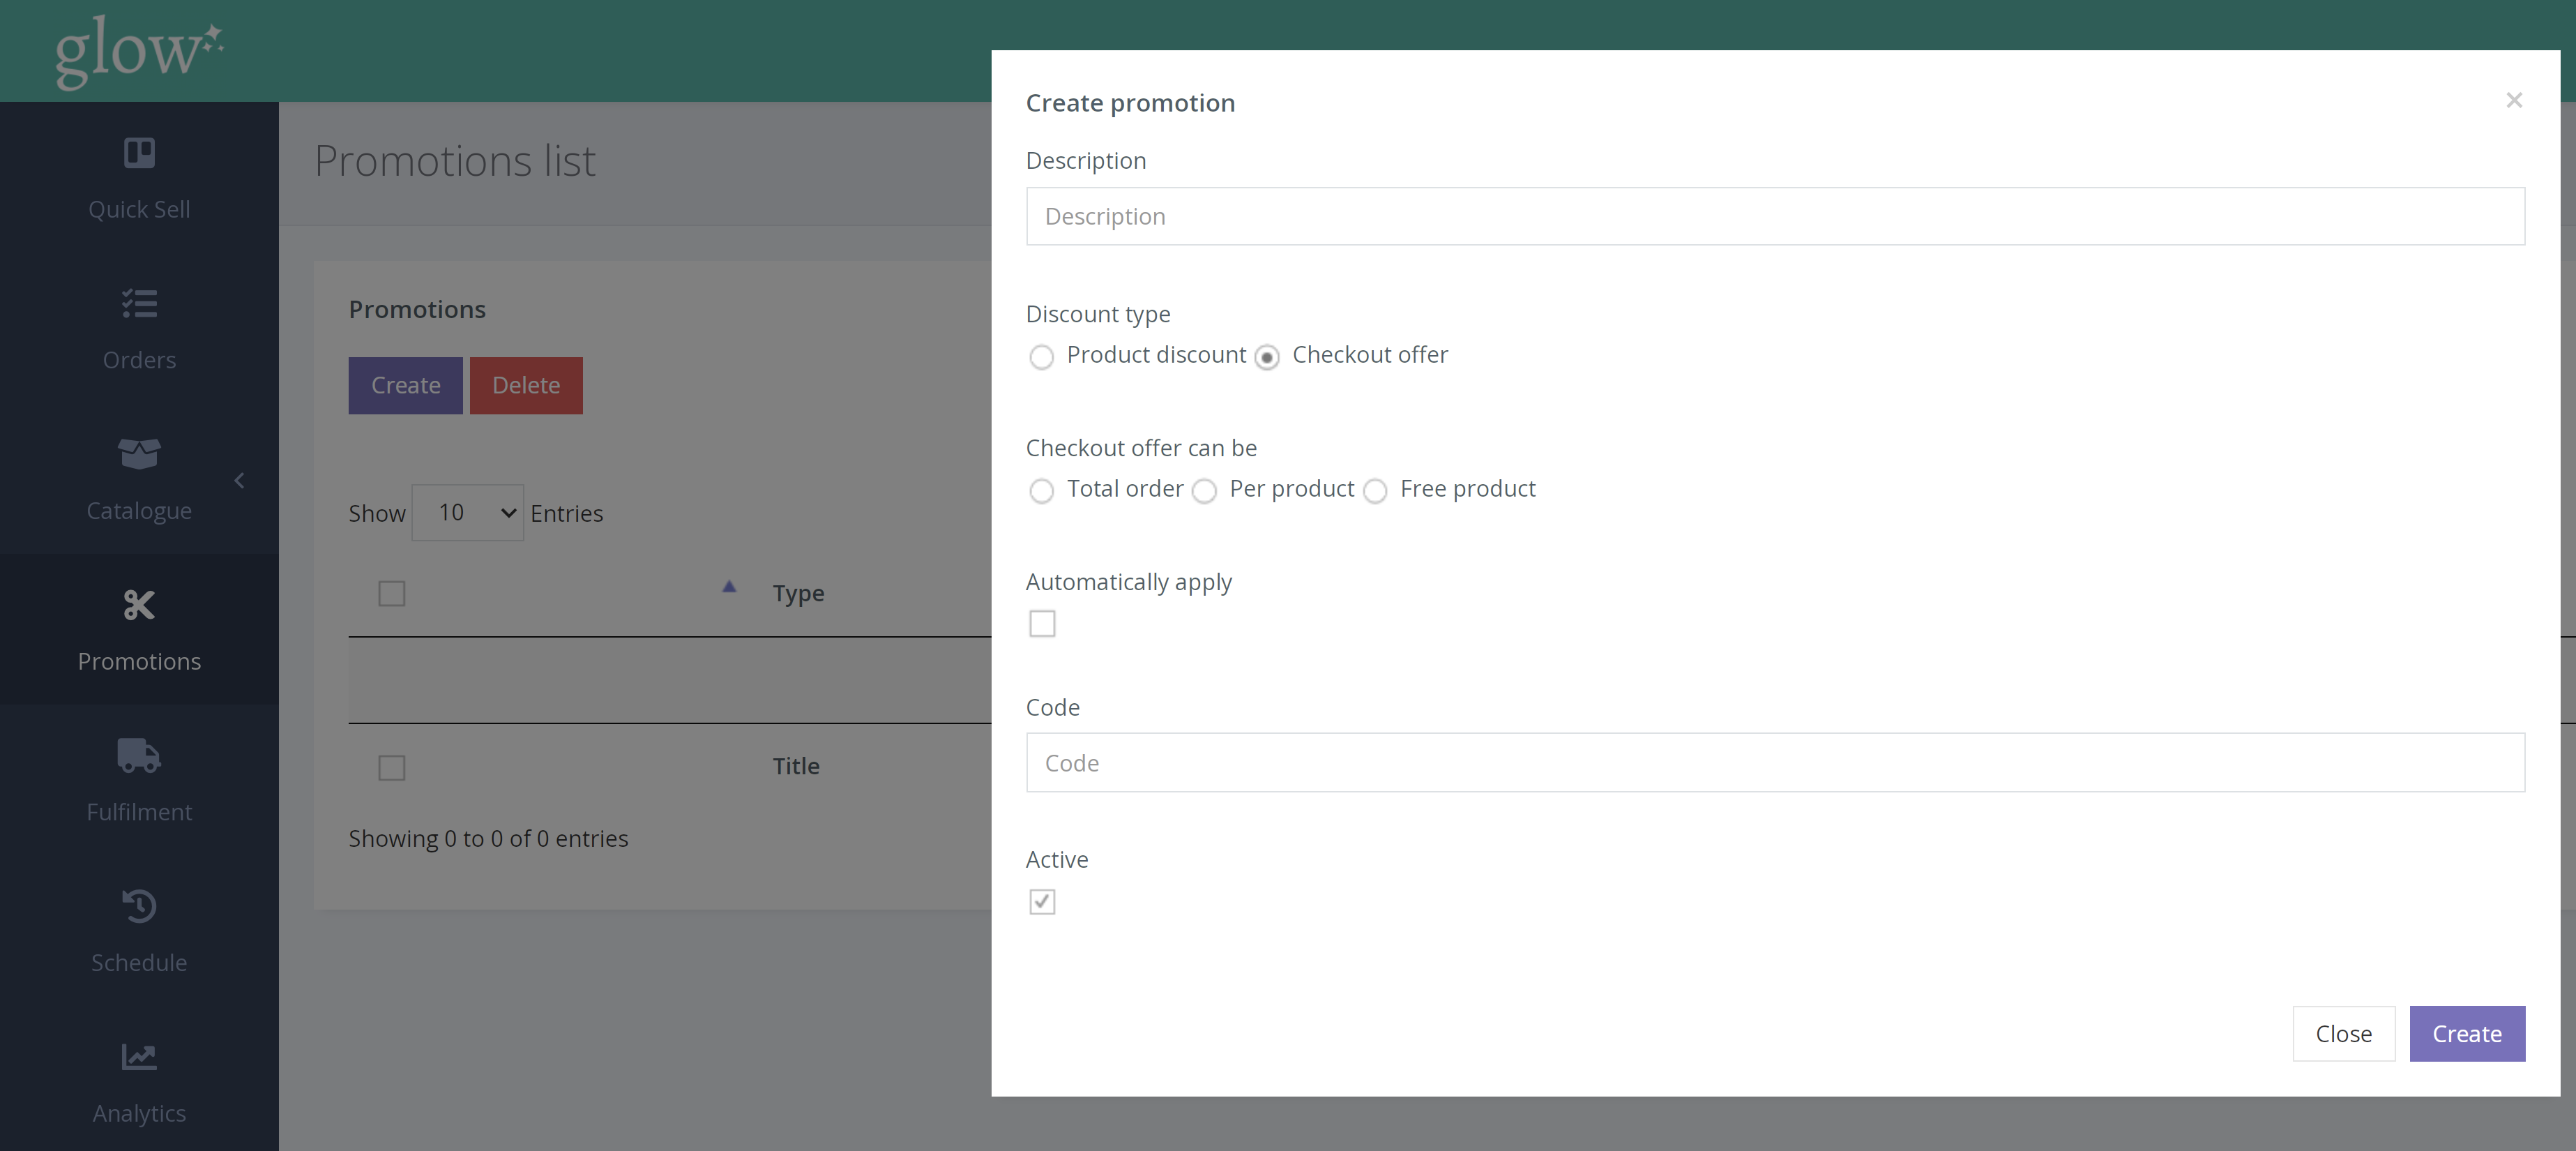 glow
Quick Sell
Orders
Catalogue
Promotions
Fulfilment
Schedule
Analytics
Promotions list
Promotions
Create Delete
Show 10 Entries
Type
Title
Showing 0 to 0 of 0 entries
Create promotion
×
Description
Description
Discount type
Product discount Checkout offer
Checkout offer can be
Total order Per product Free product
Automatically apply
Code
Code
Active
Close Create